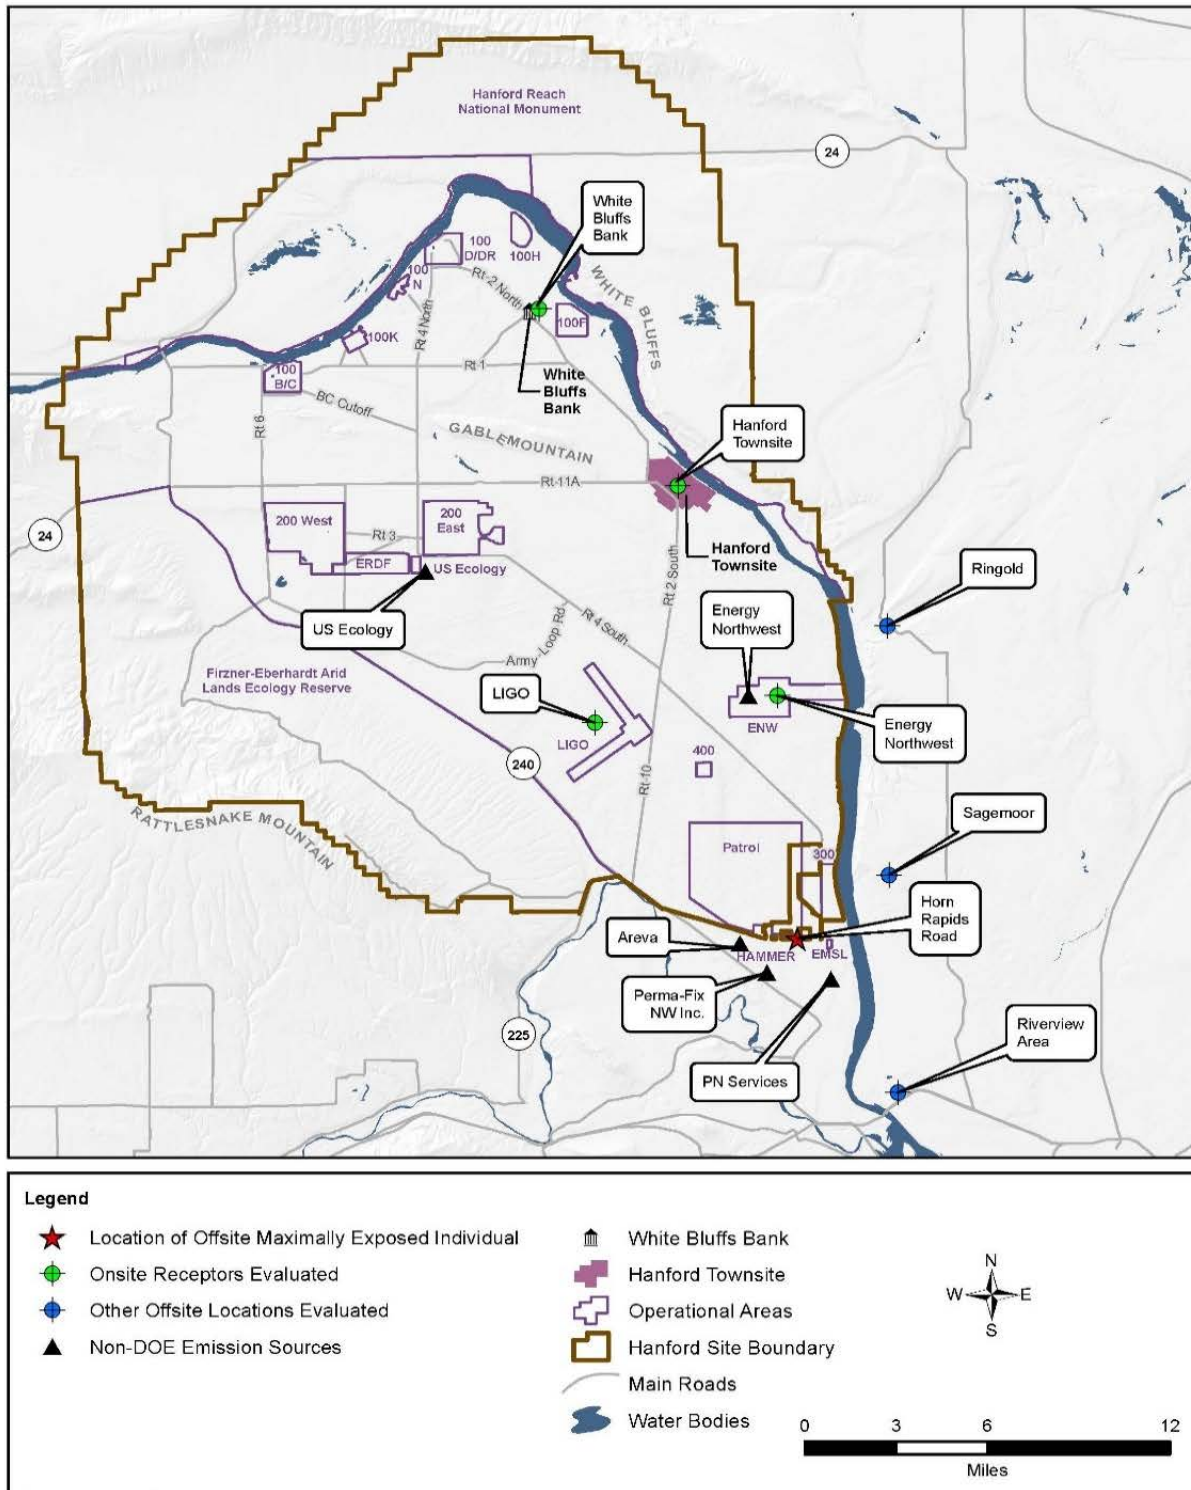 Hanford Reach
National Monument
24
White
Bluffs
Bank
100
D/DR
100H
100
N
Rt-2 North
WHITE BLUFFS
100F
Rt 4 North
100K
Rt 1
White
Bluffs
Bank
100
B/C
BC Cutoff
Rt 6
GABLE MOUNTAIN
Hanford
Townsite
Rt-11A
24
200 West
200
East
Rt 3
ERDF
US Ecology
Hanford
Townsite
Ringold
Rt 2 South
US Ecology
Energy
Northwest
Rt 4 South
Army-Loop Rd
Firzner-Eberhardt Arid
Lands Ecology Reserve
LIGO
LIGO
ENW
Energy
Northwest
240
400
Rt-10
RATTLESNAKE MOUNTAIN
Sagemoor
Patrol
300
Horn
Rapids
Road
Areva
HAMMER
EMSL
Perma-Fix
NW Inc.
225
Riverview
Area
PN Services
Legend
Location of Offsite Maximally Exposed Individual
Onsite Receptors Evaluated
Other Offsite Locations Evaluated
Non-DOE Emission Sources
White Bluffs Bank
Hanford Townsite
Operational Areas
Hanford Site Boundary
Main Roads
Water Bodies
N
W E
S
0 3 6 12
Miles